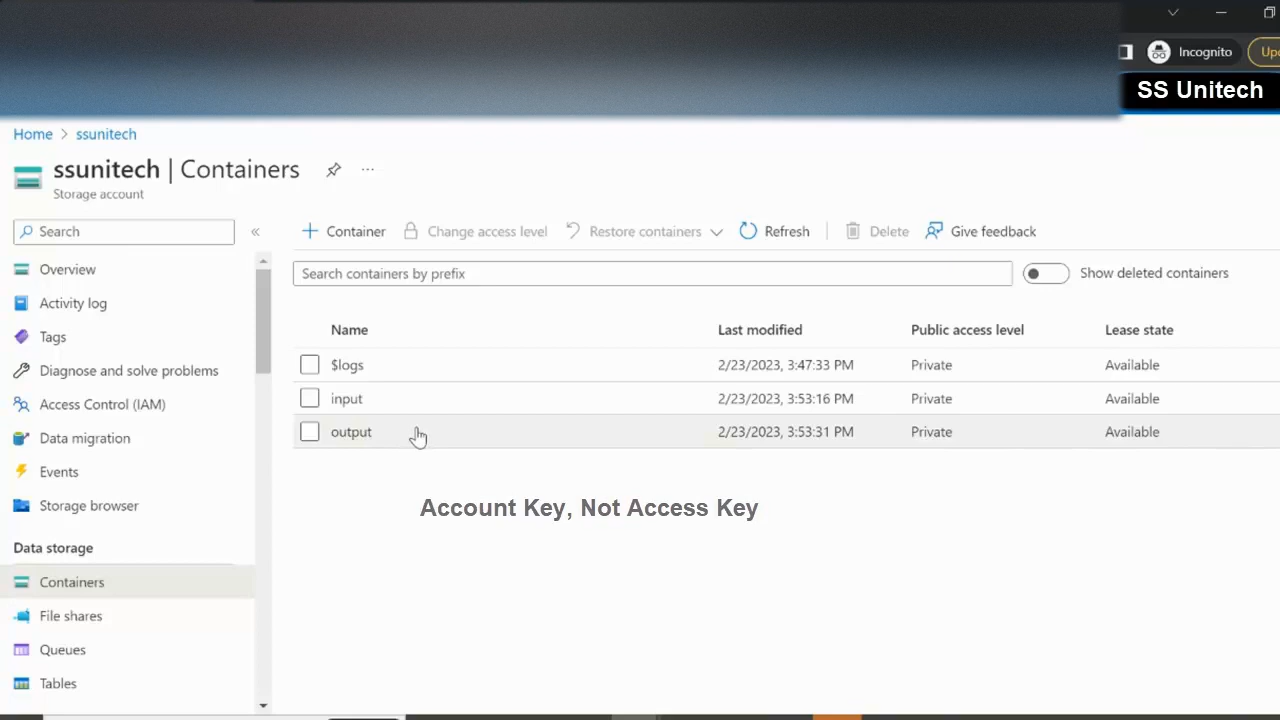 Incognito
Up
SS Unitech
Home > ssunitech
ssunitech | Containers
Storage account
Search
Container
Change access level
Restore containers
Refresh
Delete
Give feedback
Search containers by prefix
Show deleted containers
Overview
Activity log
Tags
Diagnose and solve problems
Access Control (IAM)
Data migration
Events
Storage browser
Data storage
Containers
File shares
Queues
Tables
Name Last modified Public access level Lease state
$logs 2/23/2023, 3:47:33 PM Private Available
input 2/23/2023, 3:53:16 PM Private Available
output 2/23/2023, 3:53:31 PM Private Available
Account Key, Not Access Key